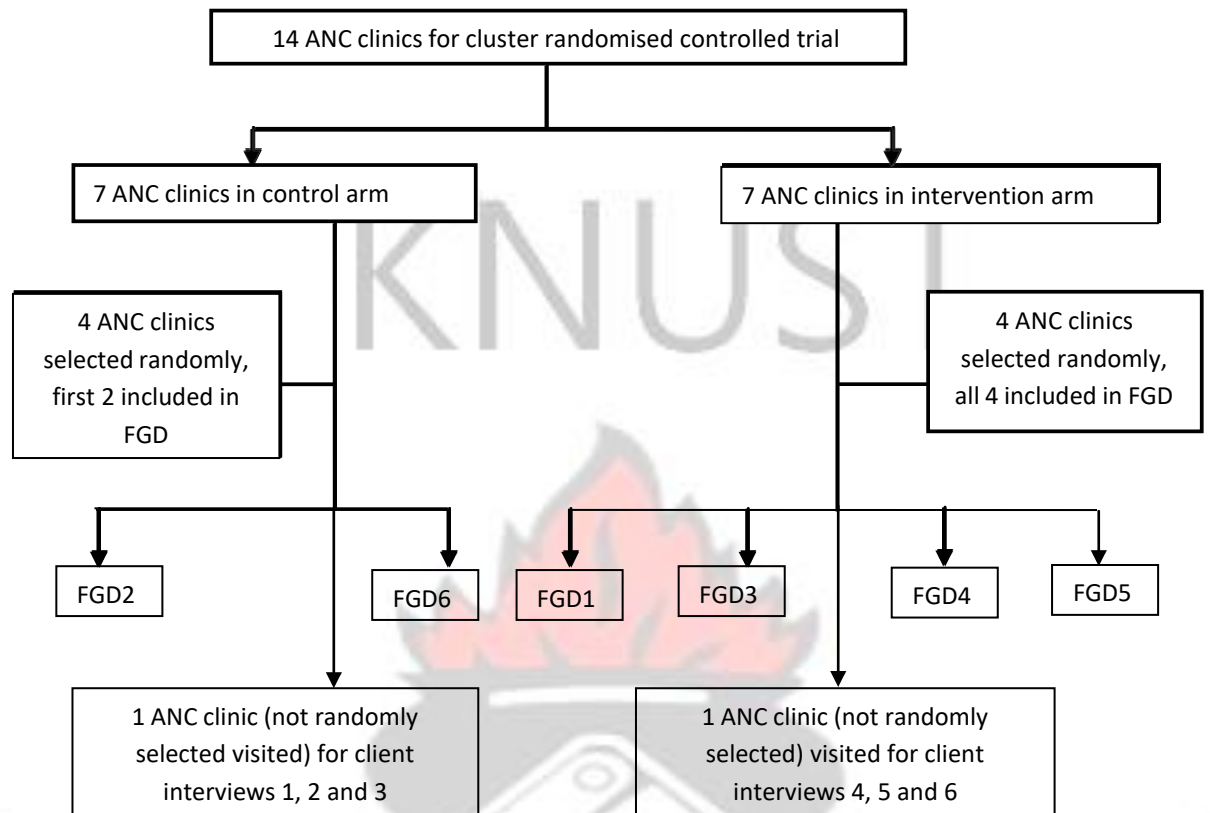 14 ANC clinics for cluster randomised controlled trial
7 ANC clinics in control arm
7 ANC clinics in intervention arm
KNUST
4 ANC clinics
selected randomly,
first 2 included in
FGD
4 ANC clinics
selected randomly,
all 4 included in FGD
FGD2
FGD6
FGD1
FGD3
FGD4
FGD5
1 ANC clinic (not randomly
selected visited) for client
interviews 1, 2 and 3
1 ANC clinic (not randomly
selected) visited for client
interviews 4, 5 and 6